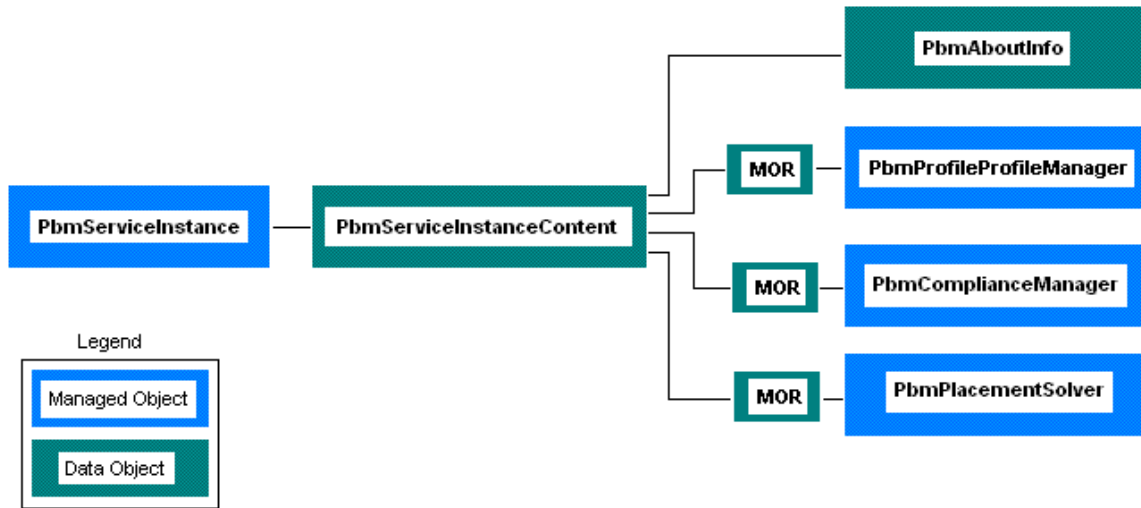 PbmAboutInfo
MOR
PbmProfileProfileManager
PbmServiceInstance
PbmServiceInstanceContent
MOR
PbmComplianceManager
Legend
Managed Object
MOR
PbmPlacementSolver
Data Object